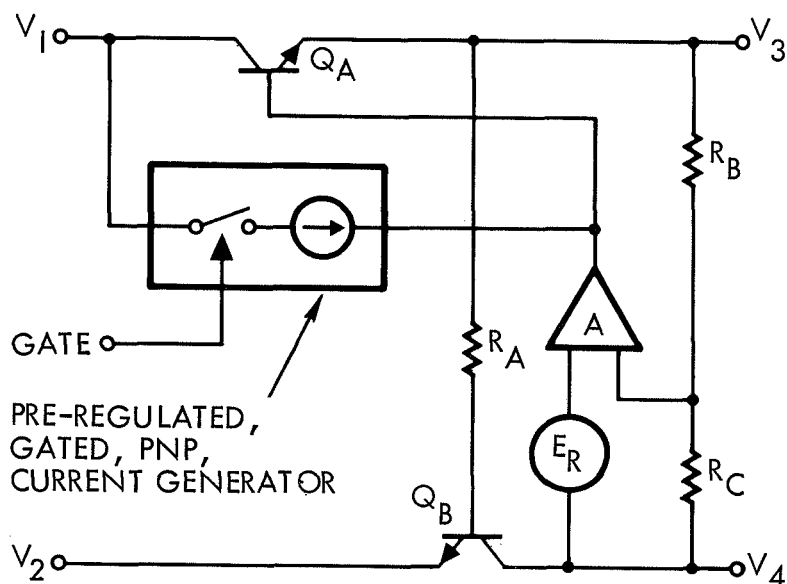 V1
V3
QA
RB
GATE
A
RA
PRE-REGULATED,
GATED, PNP,
CURRENT GENERATOR
ER
RC
QB
V2
V4